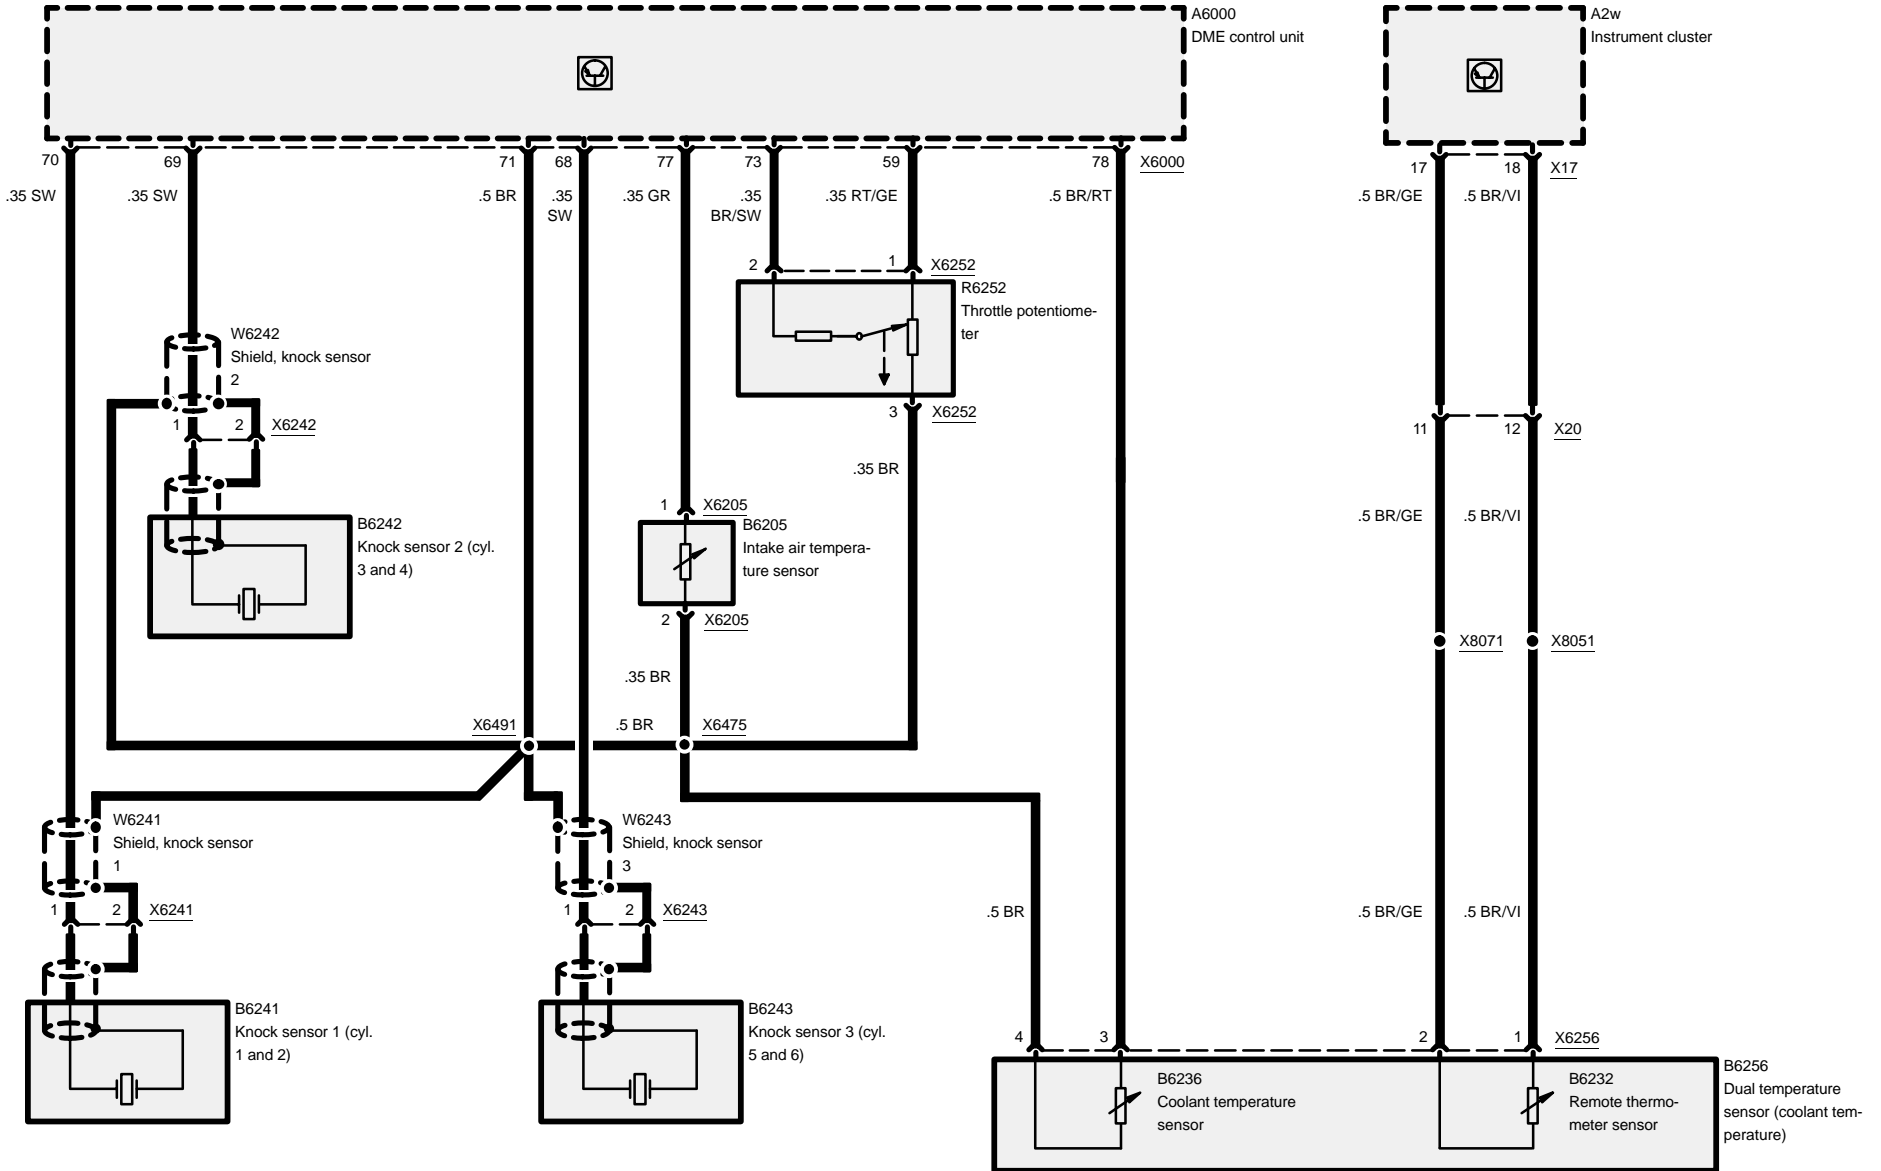 A6000
DME control unit
A2w
Instrument cluster
70
69
71
68
77
73
59
78
X6000
17
18
X17
.35 SW
.35 SW
.5 BR
.35
SW
.35 GR
.35
BR/SW
.35 RT/GE
.5 BR/RT
.5 BR/GE
.5 BR/VI
2
1
X6252
R6252
Throttle potentiome-
ter
3
X6252
.35 BR
W6242
Shield, knock sensor
2
1
2
X6242
B6242
Knock sensor 2 (cyl.
3 and 4)
11
12
X20
.5 BR/GE
.5 BR/VI
1
X6205
B6205
Intake air tempera-
ture sensor
2
X6205
.35 BR
X8071
X8051
X6491
.5 BR
X6475
W6241
Shield, knock sensor
1
1
2
X6241
B6241
Knock sensor 1 (cyl.
1 and 2)
W6243
Shield, knock sensor
3
1
2
X6243
B6243
Knock sensor 3 (cyl.
5 and 6)
.5 BR
.5 BR/GE
.5 BR/VI
4
3
2
1
X6256
B6256
Dual temperature
sensor (coolant tem-
perature)
B6236
Coolant temperature
sensor
B6232
Remote thermo-
meter sensor